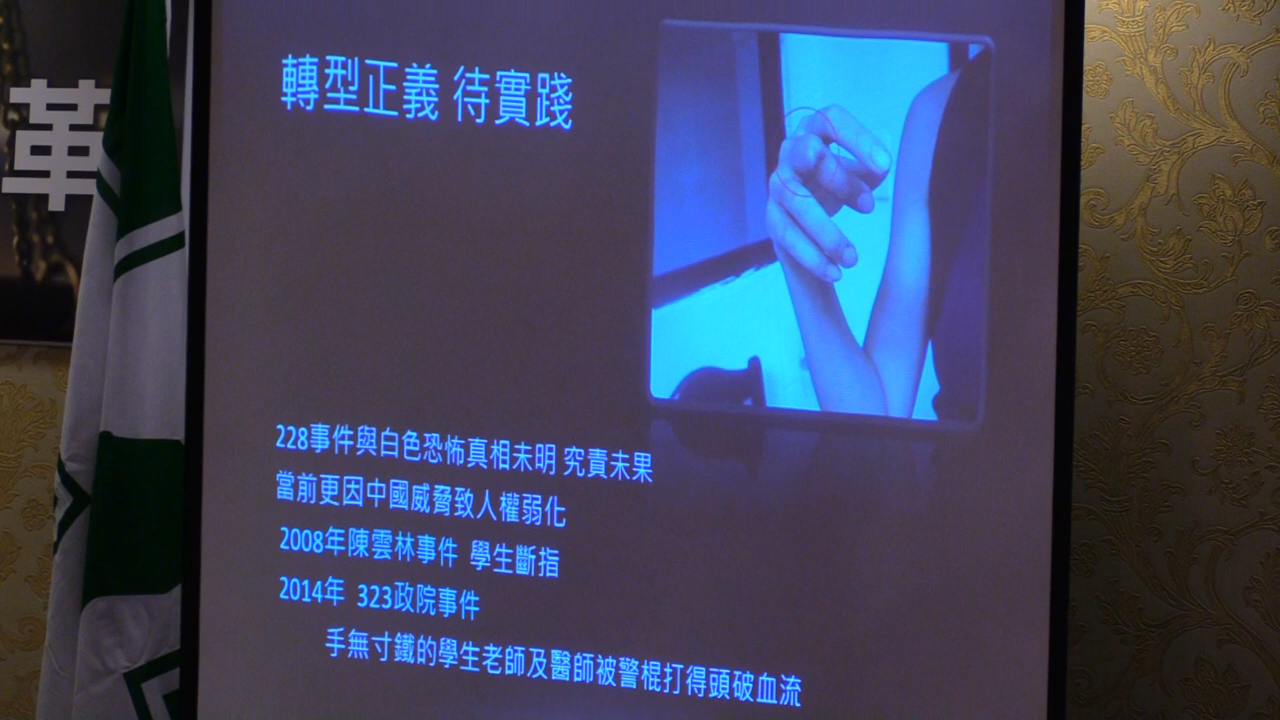 革
轉型正義 待實踐
228事件與白色恐怖真相未明 究責未果
當前更因中國威脅致人權弱化
2008年陳雲林事件 學生斷指
2014年 323政院事件
手無寸鐵的學生老師及醫師被警棍打得頭破血流